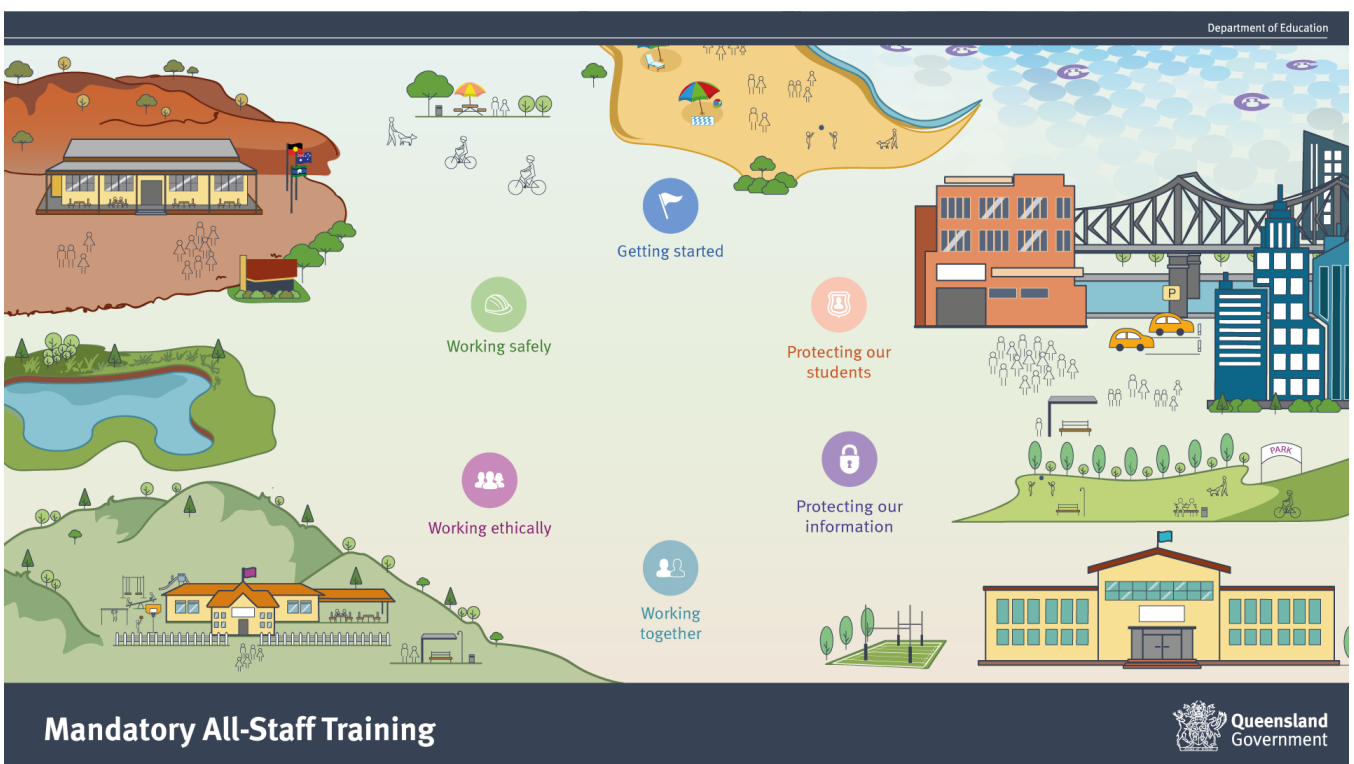 Department of Education
Getting started
Working safely
Protecting our
students
P
PARK
Working ethically
Protecting our
information
Working
together
Mandatory All-Staff Training
Queensland
Government